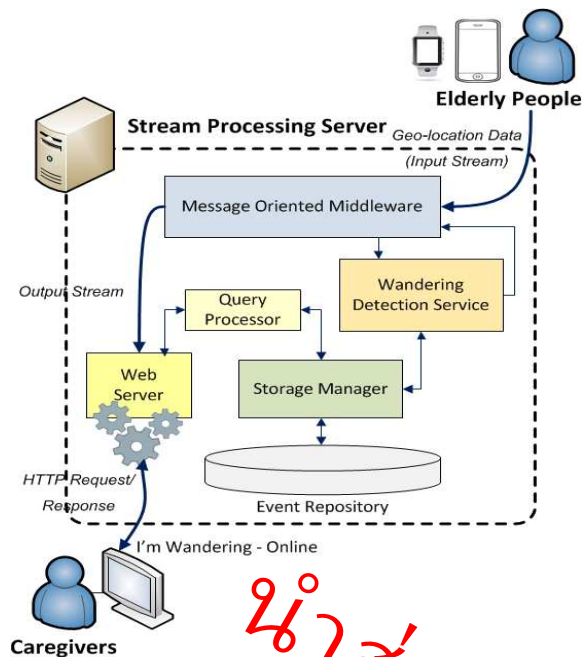 Elderly People
Stream Processing Server
Geo-location Data
(Input Stream)
Message Oriented Middleware
Output Stream
Query
Processor
Wandering
Detection Service
Web
Server
Storage Manager
HTTP Request/
Response
Event Repository
I'm Wandering - Online
Caregivers